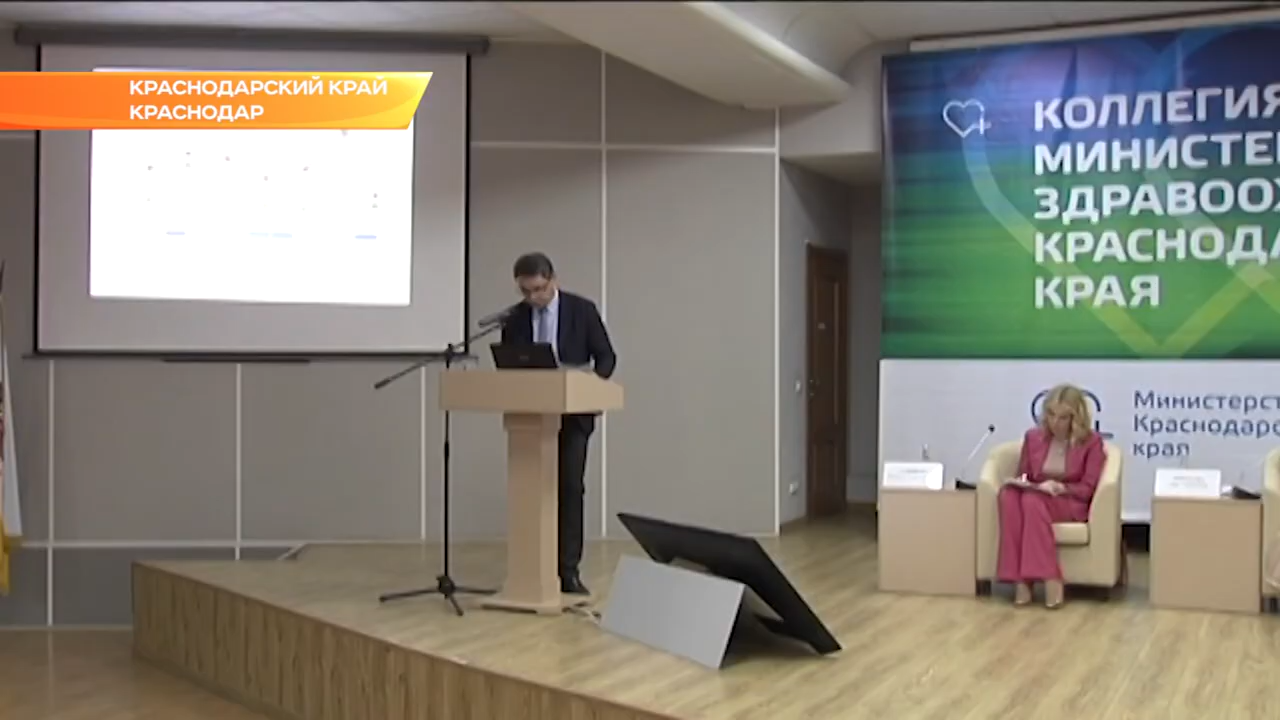 КРАСНОДАРСКИЙ КРАЙ
КРАСНОДАР
КОЛЛЕГИЯ
МИНИСТЕ
ЗДРАВООХ
КРАСНОДА
КРАЯ
Министерст
Краснодарс
края